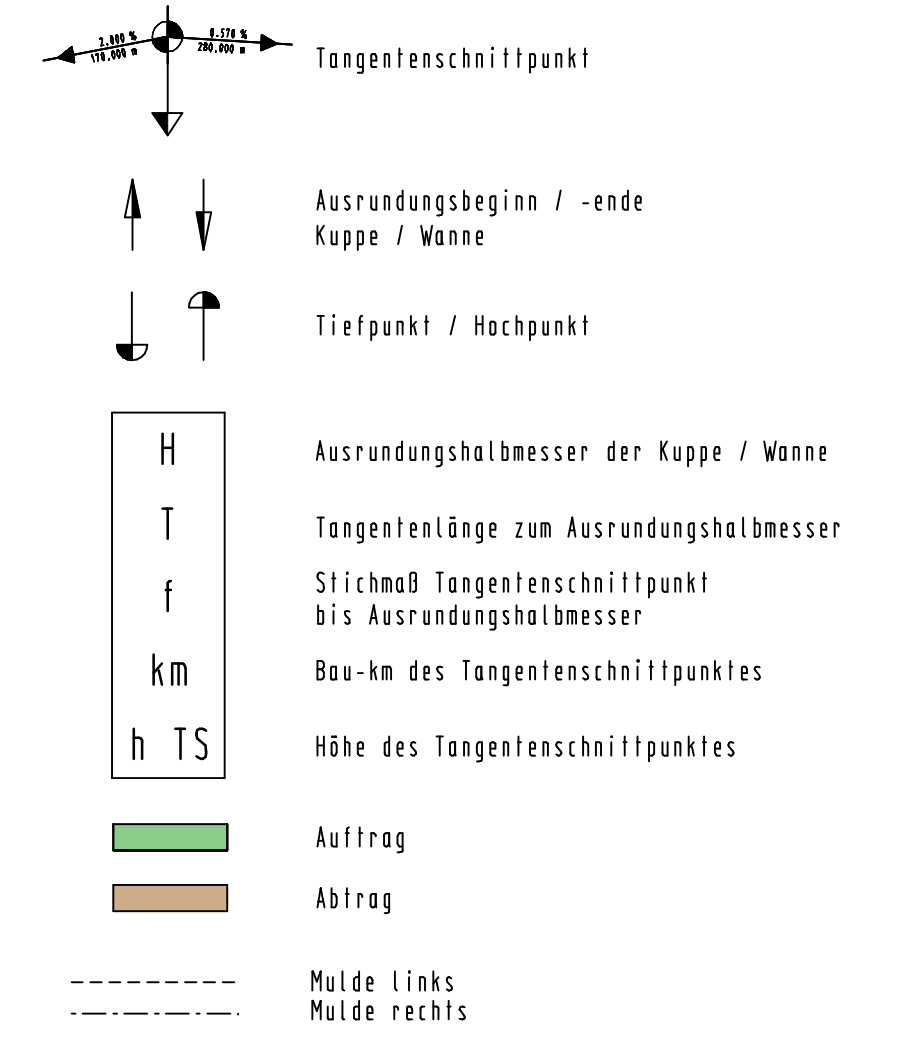 2.000 %
170.000 m
0.570 %
280.000 m
Tangentenschnittpunkt
Ausrundungsbeginn / -ende
Kuppe / Wanne
Tiefpunkt / Hochpunkt
H
Ausrundungshalbmesser der Kuppe / Wanne
T
Tangentenlänge zum Ausrundungshalbmesser
f
Stichmaß Tangentenschnittpunkt
bis Ausrundungshalbmesser
km
Bau-km des Tangentenschnittpunktes
h TS
Höhe des Tangentenschnittpunktes
Auftrag
Abtrag
Mulde links
Mulde rechts